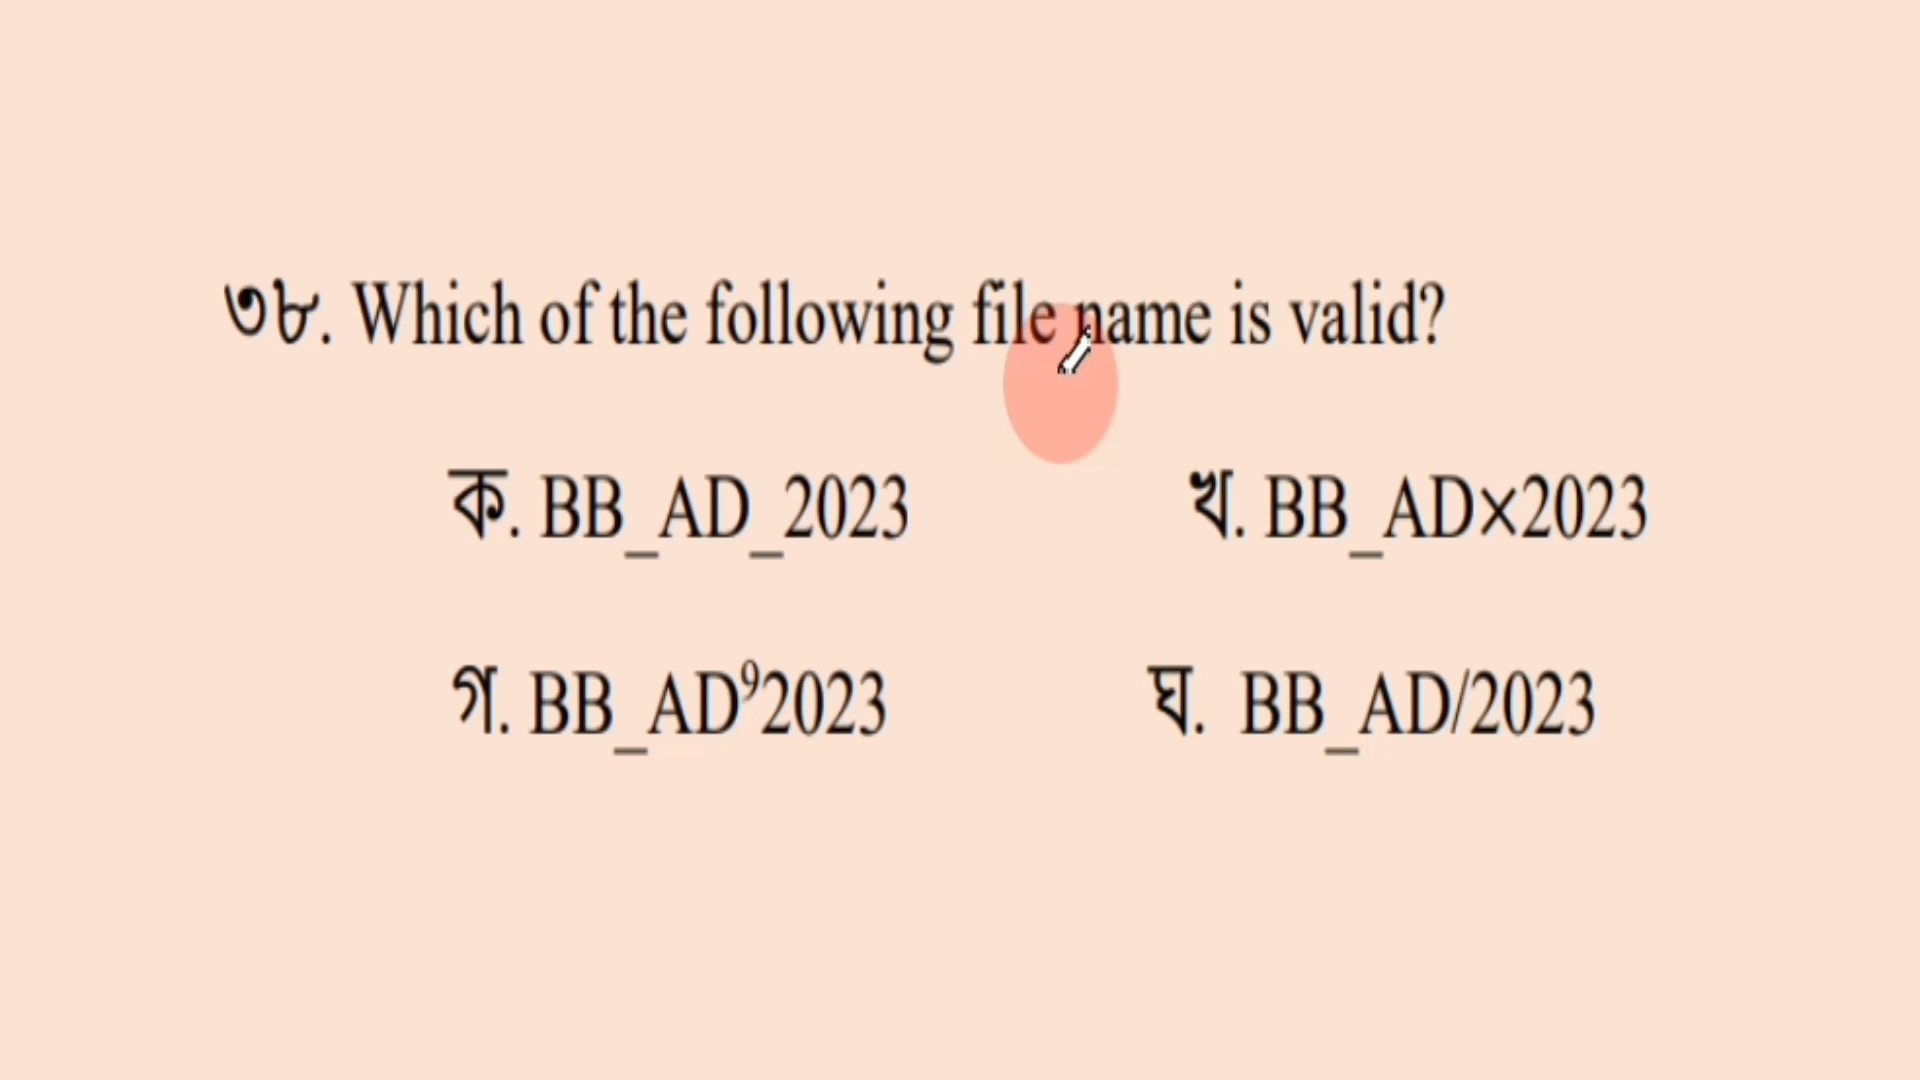 ৩৮. Which of the following file name is valid?
ক. BB_AD_2023 খ. BB_AD×2023
গ. BB_AD⁹2023 ঘ. BB_AD/2023